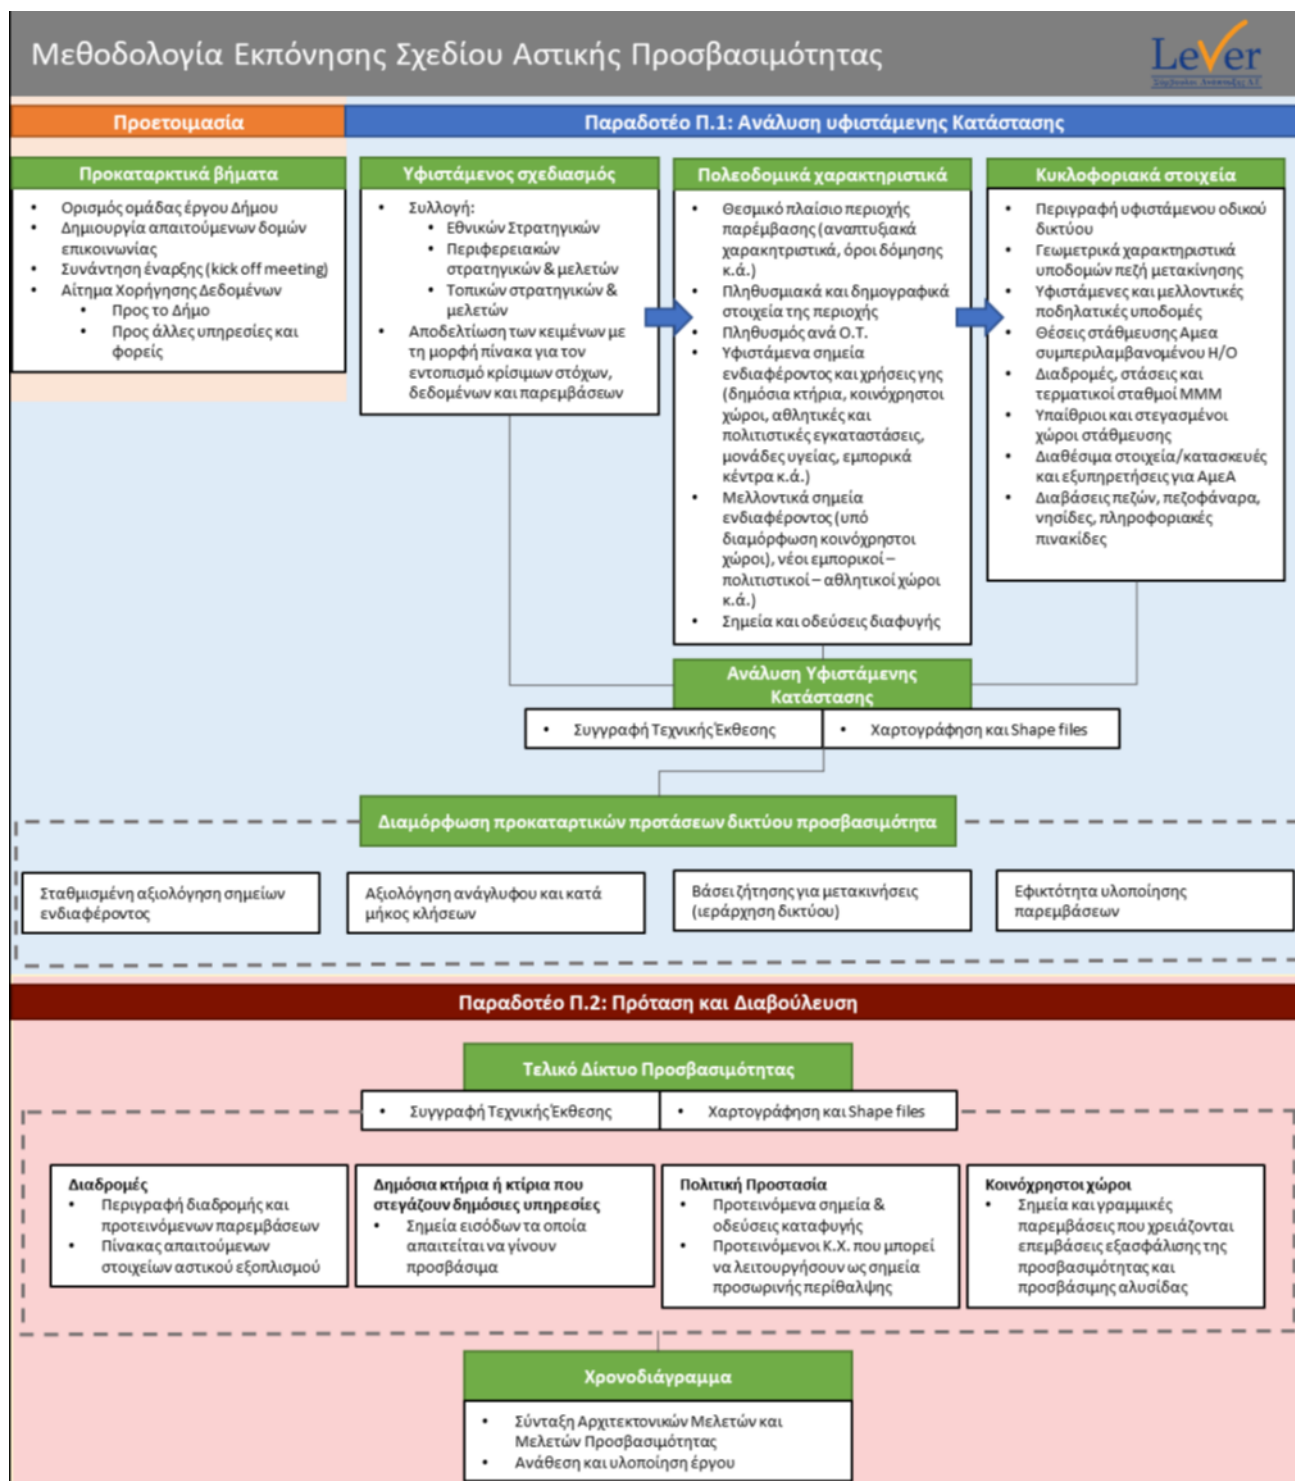 Μεθοδολογία Εκπόνησης Σχεδίου Αστικής Προσβασιμότητας
Lever
Σύμβουλοι Ανάπτυξης Α.Ε.
Προετοιμασία
Παραδοτέο Π.1: Ανάλυση υφιστάμενης Κατάστασης
Προκαταρκτικά βήματα
• Ορισμός ομάδας έργου Δήμου
• Δημιουργία απαιτούμενων δομών
επικοινωνίας
• Συνάντηση έναρξης (kick off meeting)
• Αίτημα Χορήγησης Δεδομένων
• Προς το Δήμο
• Προς άλλες υπηρεσίες και
φορείς
Υφιστάμενος σχεδιασμός
• Συλλογή:
• Εθνικών Στρατηγικών
• Περιφερειακών
στρατηγικών & μελετών
• Τοπικών στρατηγικών &
μελετών
• Αποδελτίωση των κειμένων με
τη μορφή πίνακα για τον
εντοπισμό κρίσιμων στόχων,
δεδομένων και παρεμβάσεων
Πολεοδομικά χαρακτηριστικά
• Θεσμικό πλαίσιο περιοχής
παρέμβασης (αναπτυξιακά
χαρακητριστικά, όροι δόμησης
κ.ά.)
• Πληθυσμιακά και δημογραφικά
στοιχεία της περιοχής
• Πληθυσμός ανά Ο.Τ.
• Υφιστάμενα σημεία
ενδιαφέροντος και χρήσεις γης
(δημόσια κτήρια, κοινόχρηστοι
χώροι, αθλητικές και
πολιτιστικές εγκαταστάσεις,
μονάδες υγείας, εμπορικά
κέντρα κ.ά.)
• Μελλοντικά σημεία
ενδιαφέροντος (υπό
διαμόρφωση κοινόχρηστοι
χώροι), νέοι εμπορικοί –
πολιτιστικοί – αθλητικοί χώροι
κ.ά.)
• Σημεία και οδεύσεις διαφυγής
Κυκλοφοριακά στοιχεία
• Περιγραφή υφιστάμενου οδικού
δικτύου
• Γεωμετρικά χαρακτηριστικά
υποδομών πεζή μετακίνησης
• Υφιστάμενες και μελλοντικές
ποδηλατικές υποδομές
• Θέσεις στάθμευσης Αμεα
συμπεριλαμβανομένου Η/Ο
• Διαδρομές, στάσεις και
τερματικοί σταθμοί ΜΜΜ
• Υπαίθριοι και στεγασμένοι
χώροι στάθμευσης
• Διαθέσιμα στοιχεία/κατασκευές
και εξυπηρετήσεις για ΑμεΑ
• Διαβάσεις πεζών, πεζοφάναρα,
νησίδες, πληροφοριακές
πινακίδες
Ανάλυση Υφιστάμενης
Κατάστασης
• Συγγραφή Τεχνικής Έκθεσης
• Χαρτογράφηση και Shape files
Διαμόρφωση προκαταρτικών προτάσεων δικτύου προσβασιμότητα
Σταθμισμένη αξιολόγηση σημείων
ενδιαφέροντος
Αξιολόγηση ανάγλυφου και κατά
μήκος κλήσεων
Βάσει ζήτησης για μετακινήσεις
(ιεράρχηση δικτύου)
Εφικτότητα υλοποίησης
παρεμβάσεων
Παραδοτέο Π.2: Πρόταση και Διαβούλευση
Τελικό Δίκτυο Προσβασιμότητας
• Συγγραφή Τεχνικής Έκθεσης
• Χαρτογράφηση και Shape files
Διαδρομές
• Περιγραφή διαδρομής και
προτεινόμενων παρεμβάσεων
• Πίνακας απαιτούμενων
στοιχείων αστικού εξοπλισμού
Δημόσια κτήρια ή κτίρια που
στεγάζουν δημόσιες υπηρεσίες
• Σημεία εισόδων τα οποία
απαιτείται να γίνουν
προσβάσιμα
Πολιτική Προστασία
• Προτεινόμενα σημεία &
οδεύσεις καταφυγής
• Προτεινόμενοι Κ.Χ. που μπορεί
να λειτουργήσουν ως σημεία
προσωρινής περίθαλψης
Κοινόχρηστοι χώροι
• Σημεία και γραμμικές
παρεμβάσεις που χρειάζονται
επεμβάσεις εξασφάλισης της
προσβασιμότητας και
προσβάσιμης αλυσίδας
Χρονοδιάγραμμα
• Σύνταξη Αρχιτεκτονικών Μελετών και
Μελετών Προσβασιμότητας
• Ανάθεση και υλοποίηση έργου